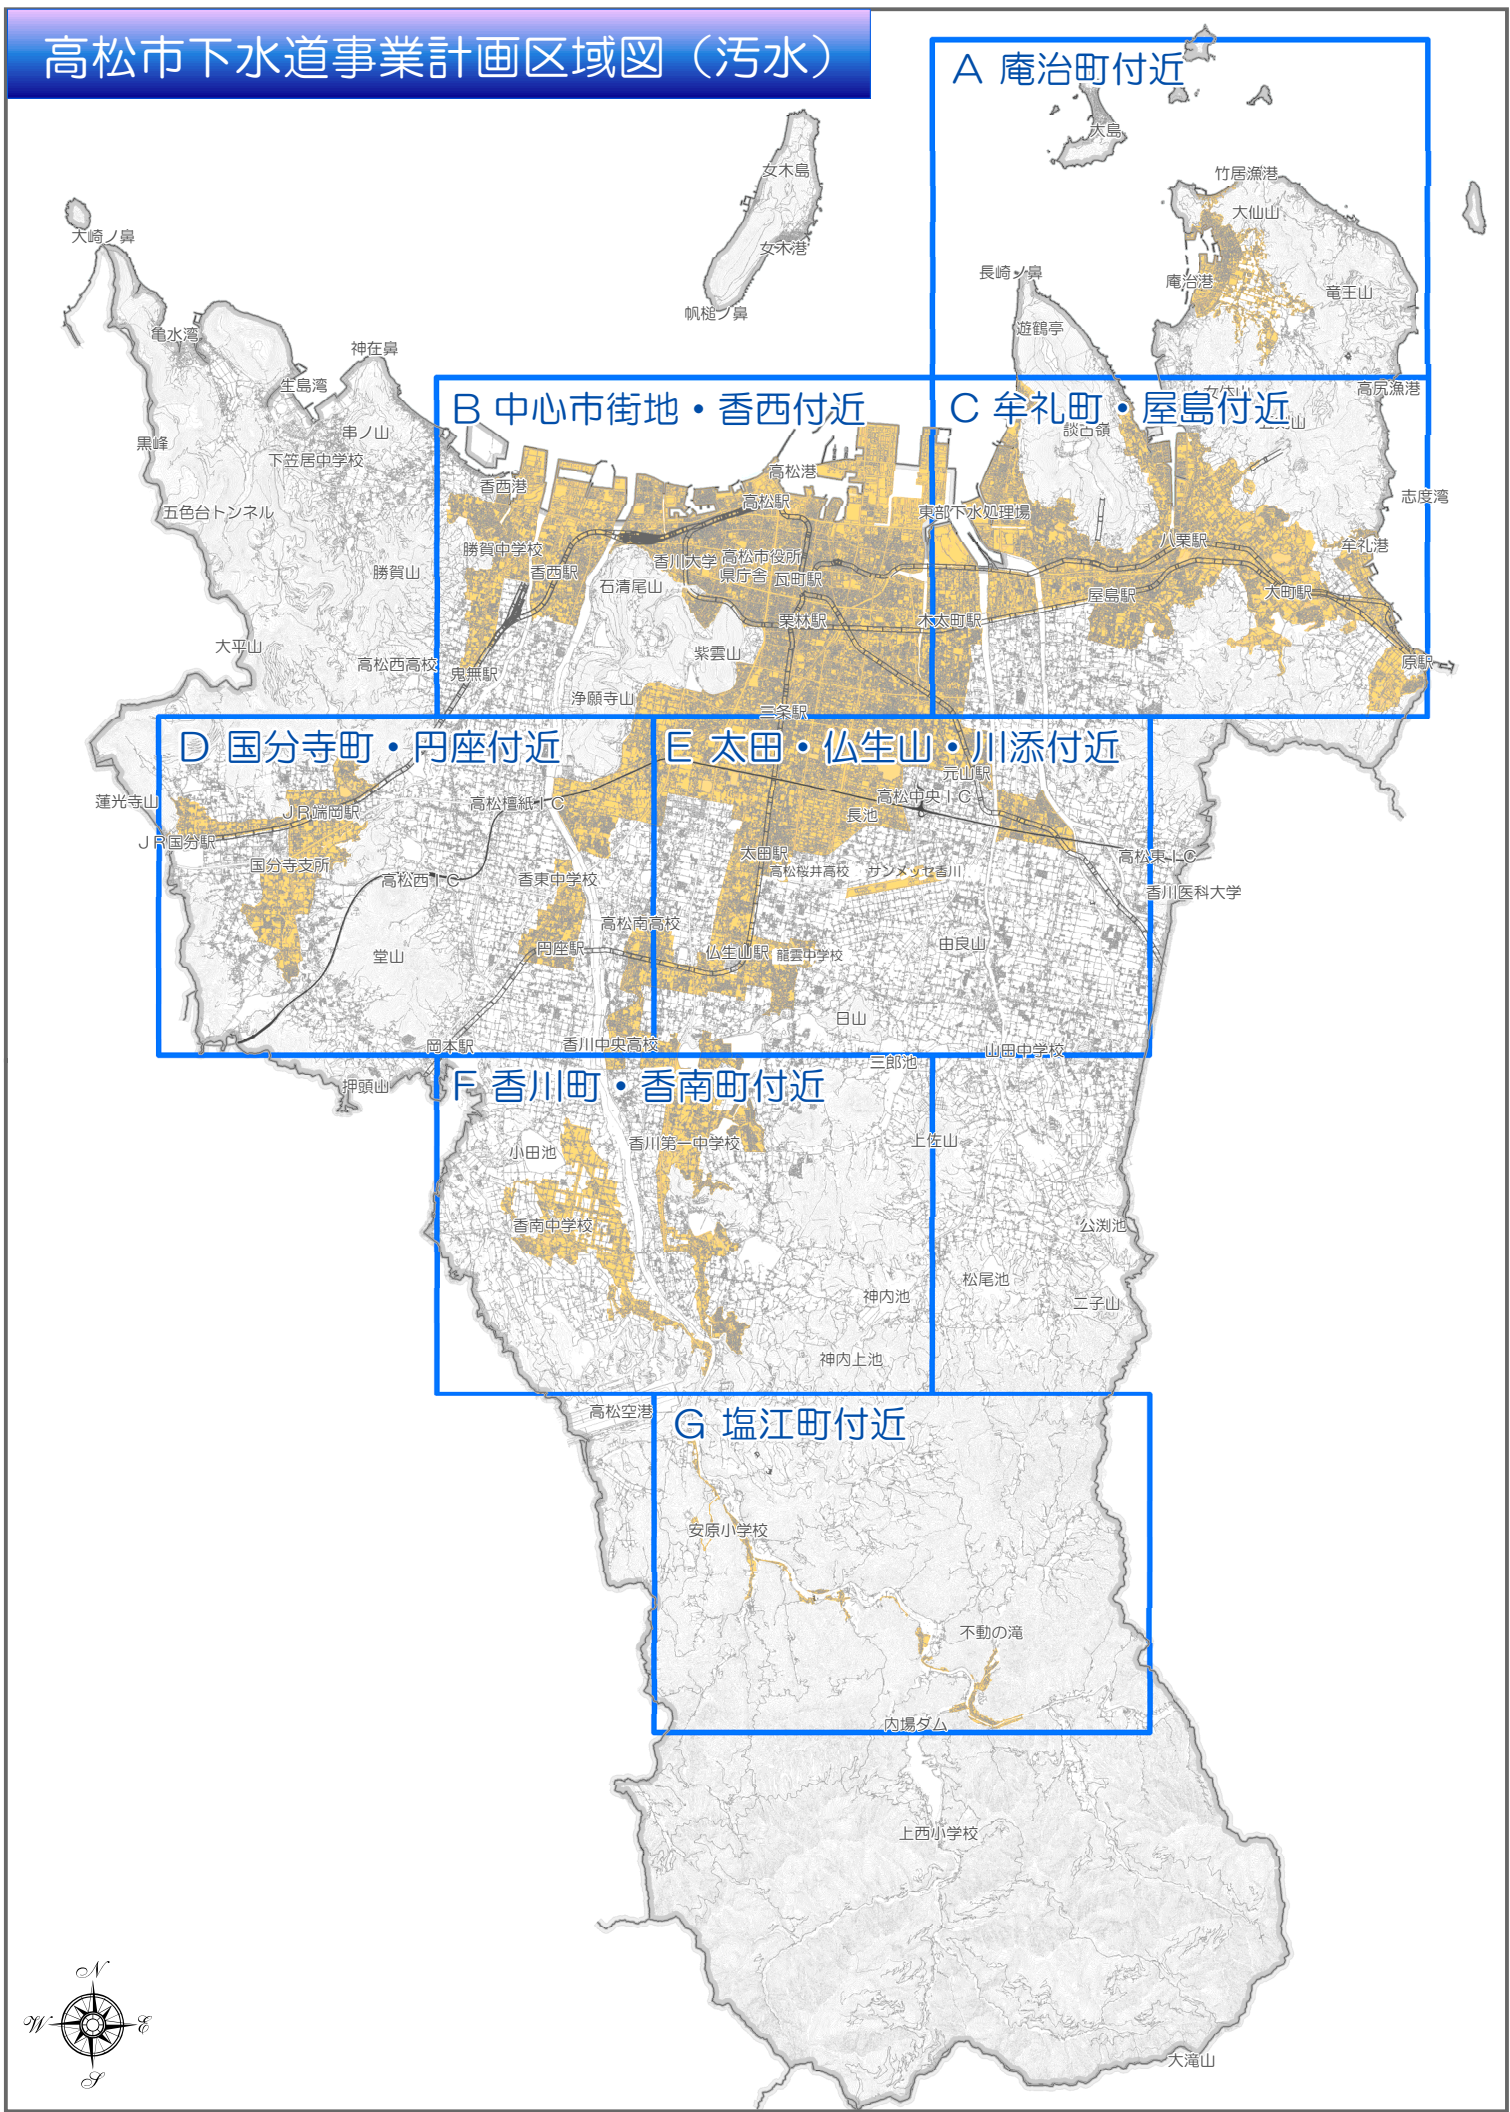 高松市下水道事業計画区域図（汚水）
A 庵治町付近
大島
女木島
竹居漁港
大仙山
大崎ノ鼻
女木港
長崎ノ鼻
庵治港
竜王山
帆槌ノ鼻
遊鶴亭
亀水湾
神在鼻
生島湾
高尻漁港
B 中心市街地・香西付近
C 牟礼町・屋島付近
談古嶺
串ノ山
黒峰
下笠居中学校
高松港
香西港
志度湾
高松駅
五色台トンネル
東部下水処理場
八栗駅
牟礼港
勝賀中学校
香川大学
高松市役所
県庁舎
瓦町駅
勝賀山
香西駅
石清尾山
屋島駅
大町駅
栗林駅
木太町駅
大平山
紫雲山
高松西高校
鬼無駅
原駅
浄願寺山
三条駅
D 国分寺町・円座付近
E 太田・仏生山・川添付近
元山駅
蓮光寺山
高松檀紙ＩＣ
高松中央ＩＣ
ＪＲ端岡駅
長池
ＪＲ国分駅
太田駅
高松東ＩＣ
国分寺支所
高松西ＩＣ
香東中学校
高松桜井高校
サンメッセ香川
香川医科大学
高松南高校
円座駅
堂山
仏生山駅
龍雲中学校
由良山
日山
岡本駅
香川中央高校
山田中学校
三郎池
押頭山
F 香川町・香南町付近
小田池
香川第一中学校
上佐山
香南中学校
公渕池
松尾池
神内池
二子山
神内上池
高松空港
G 塩江町付近
安原小学校
不動の滝
内場ダム
上西小学校
大滝山
N
W
E
S